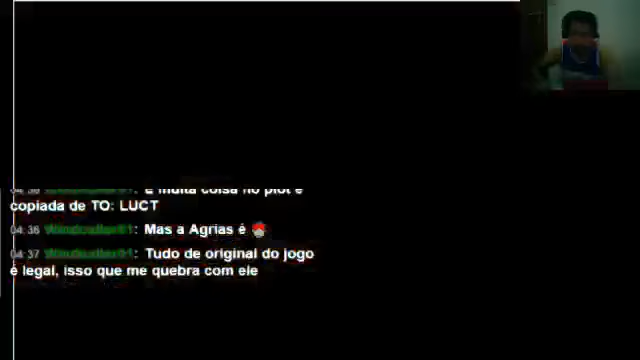 : E muita coisa no plot é
copiada de TO: LUCT
04:36 : Mas a Agrias é
04:37 : Tudo de original do jogo
é legal, isso que me quebra com ele